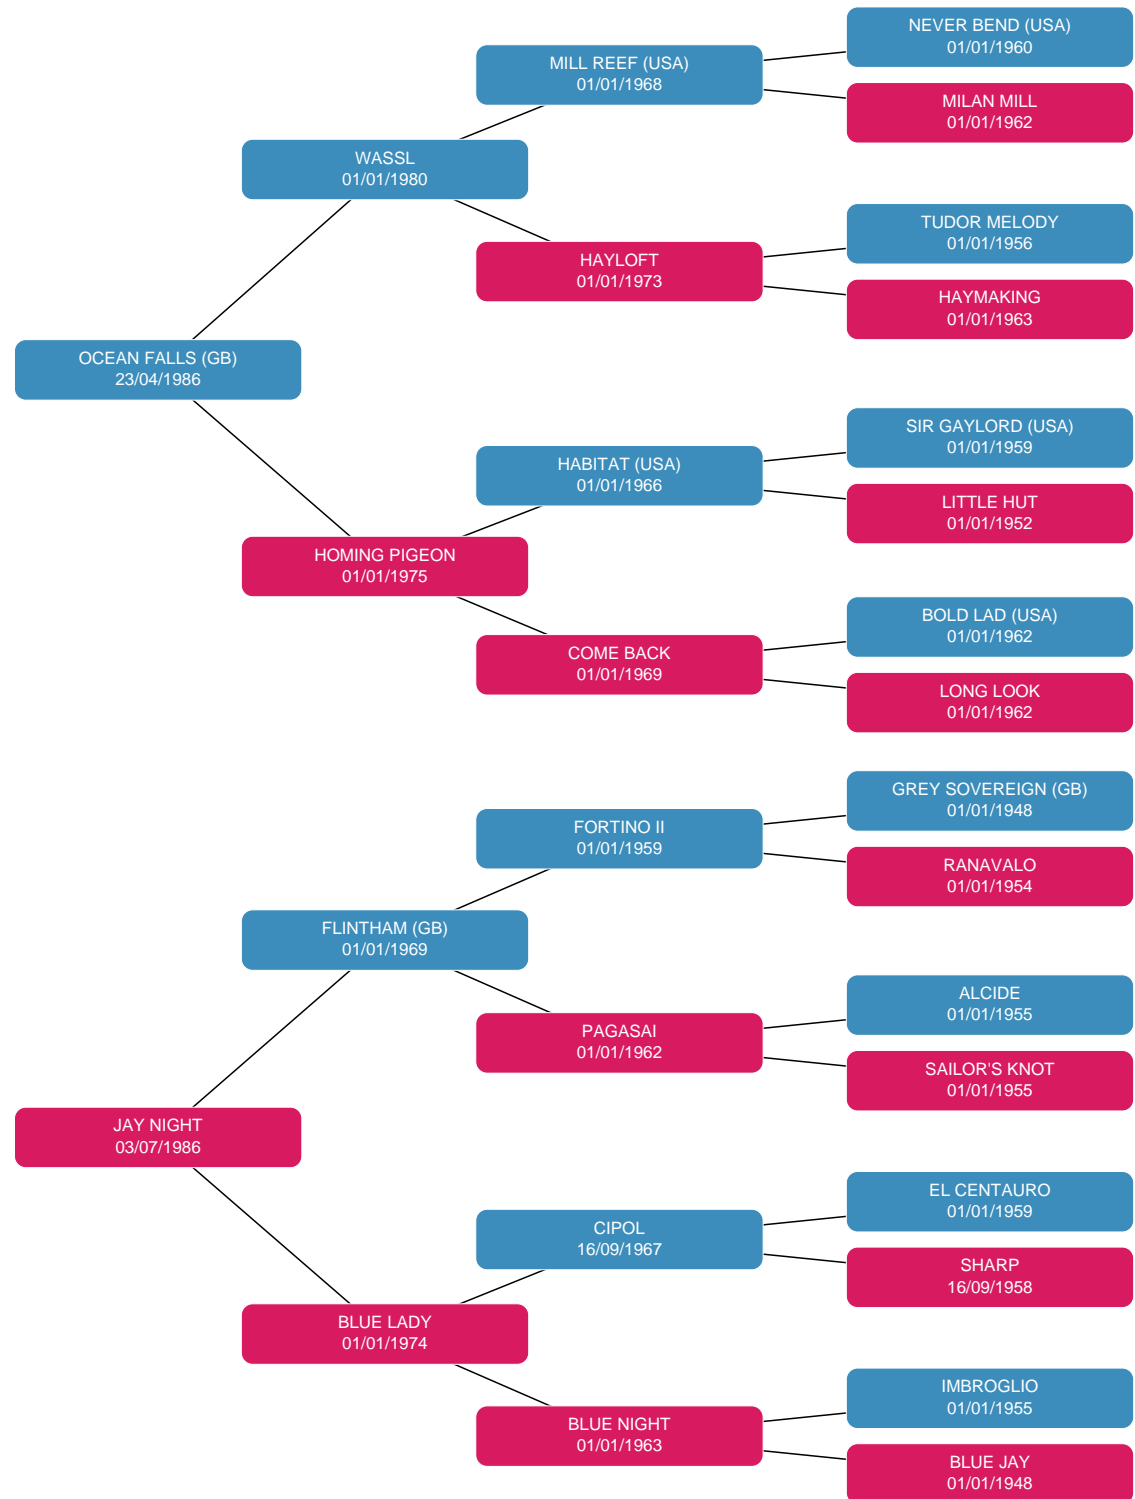 NEVER BEND (USA)
01/01/1960
MILL REEF (USA)
01/01/1968
MILAN MILL
01/01/1962
WASSL
01/01/1980
TUDOR MELODY
01/01/1956
HAYLOFT
01/01/1973
HAYMAKING
01/01/1963
OCEAN FALLS (GB)
23/04/1986
SIR GAYLORD (USA)
01/01/1959
HABITAT (USA)
01/01/1966
LITTLE HUT
01/01/1952
HOMING PIGEON
01/01/1975
BOLD LAD (USA)
01/01/1962
COME BACK
01/01/1969
LONG LOOK
01/01/1962
GREY SOVEREIGN (GB)
01/01/1948
FORTINO II
01/01/1959
RANAVALO
01/01/1954
FLINTHAM (GB)
01/01/1969
ALCIDE
01/01/1955
PAGASAI
01/01/1962
SAILOR'S KNOT
01/01/1955
JAY NIGHT
03/07/1986
EL CENTAURO
01/01/1959
CIPOL
16/09/1967
SHARP
16/09/1958
BLUE LADY
01/01/1974
IMBROGLIO
01/01/1955
BLUE NIGHT
01/01/1963
BLUE JAY
01/01/1948